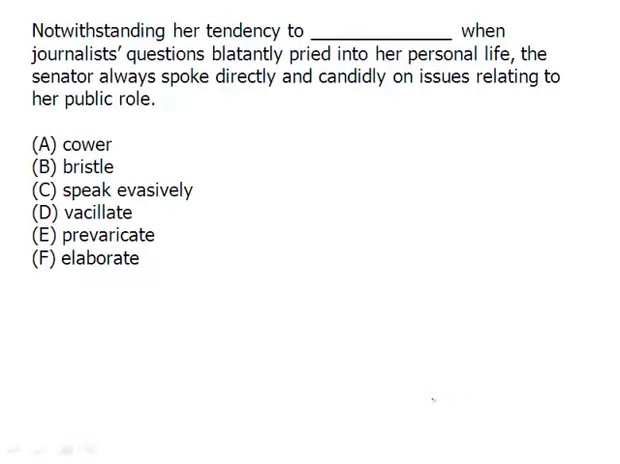 Notwithstanding her tendency to _______________ when
journalists’ questions blatantly pried into her personal life, the
senator always spoke directly and candidly on issues relating to
her public role.
(A) cower
(B) bristle
(C) speak evasively
(D) vacillate
(E) prevaricate
(F) elaborate